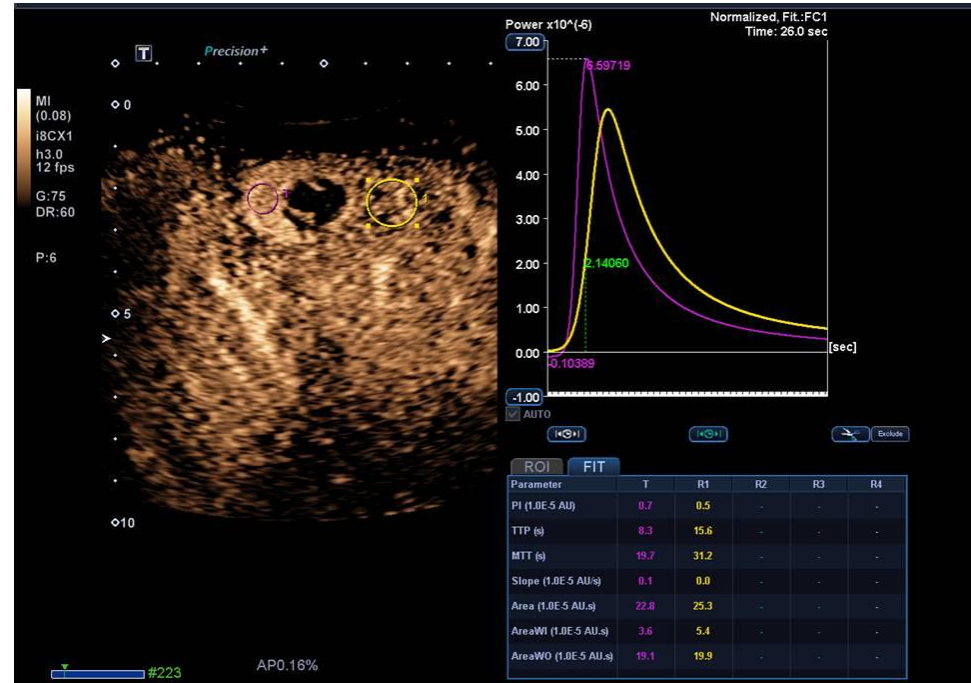 T
Precision+
MI
(0.08)
i8CX1
h3.0
12 fps
G:75
DR:60
P:6
0
5
10
T
1
#223
AP0.16%
Power x10^(-6)
Normalized, Fit.:FC1
Time: 26.0 sec
7.00
6.00
5.00
4.00
3.00
2.00
1.00
0.00
-1.00
6.59719
2.14060
-0.10389
[sec]
AUTO
Exclude
ROI FIT
Parameter T R1 R2 R3 R4
PI (1.0E-5 AU) 0.7 0.5 - - -
TTP (s) 8.3 15.6 - - -
MTT (s) 19.7 31.2 - - -
Slope (1.0E-5 AU/s) 0.1 0.0 - - -
Area (1.0E-5 AU.s) 22.8 25.3 - - -
AreaWI (1.0E-5 AU.s) 3.6 5.4 - - -
AreaWO (1.0E-5 AU.s) 19.1 19.9 - - -